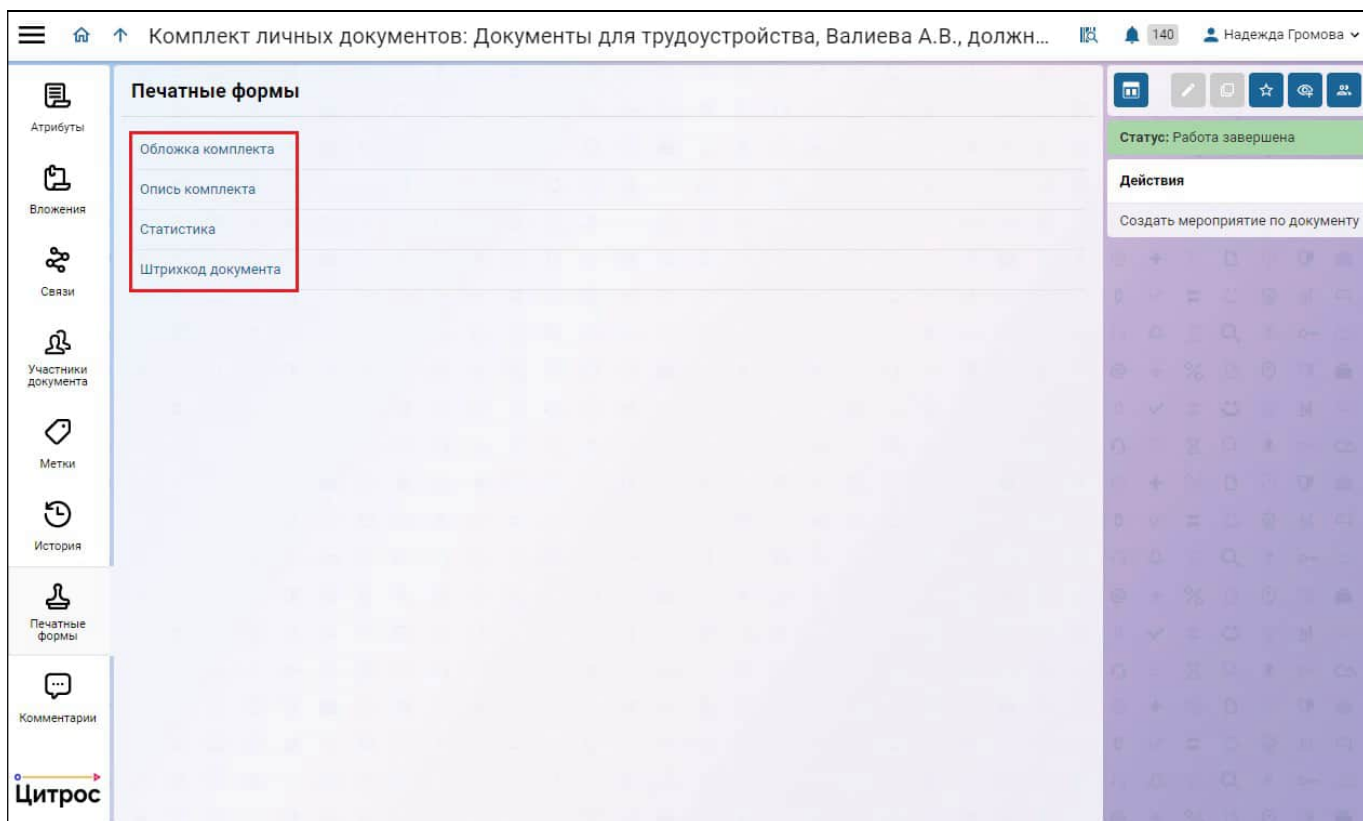 Комплект личных документов: Документы для трудоустройства, Валиева А.В., должн...
140
Надежда Громова
Атрибуты
Вложения
Связи
Участники
документа
Метки
История
Печатные
формы
Комментарии
Цитрос
Печатные формы
Обложка комплекта
Опись комплекта
Статистика
Штрихкод документа
Статус: Работа завершена
Действия
Создать мероприятие по документу